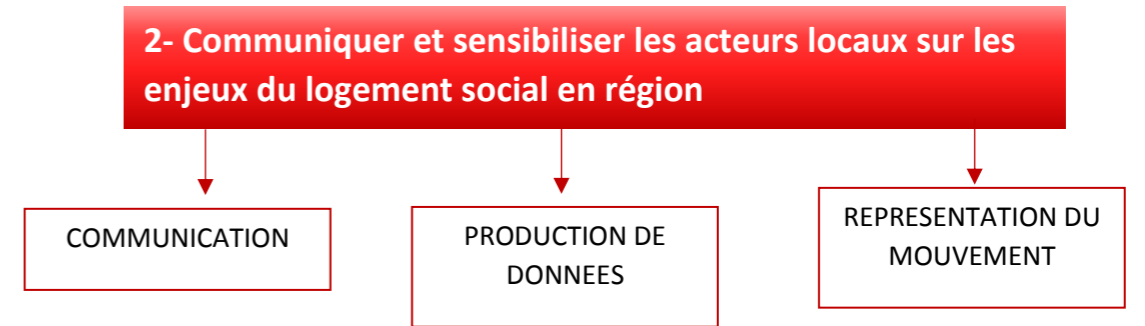 2- Communiquer et sensibiliser les acteurs locaux sur les
enjeux du logement social en région
COMMUNICATION
PRODUCTION DE
DONNEES
REPRESENTATION DU
MOUVEMENT